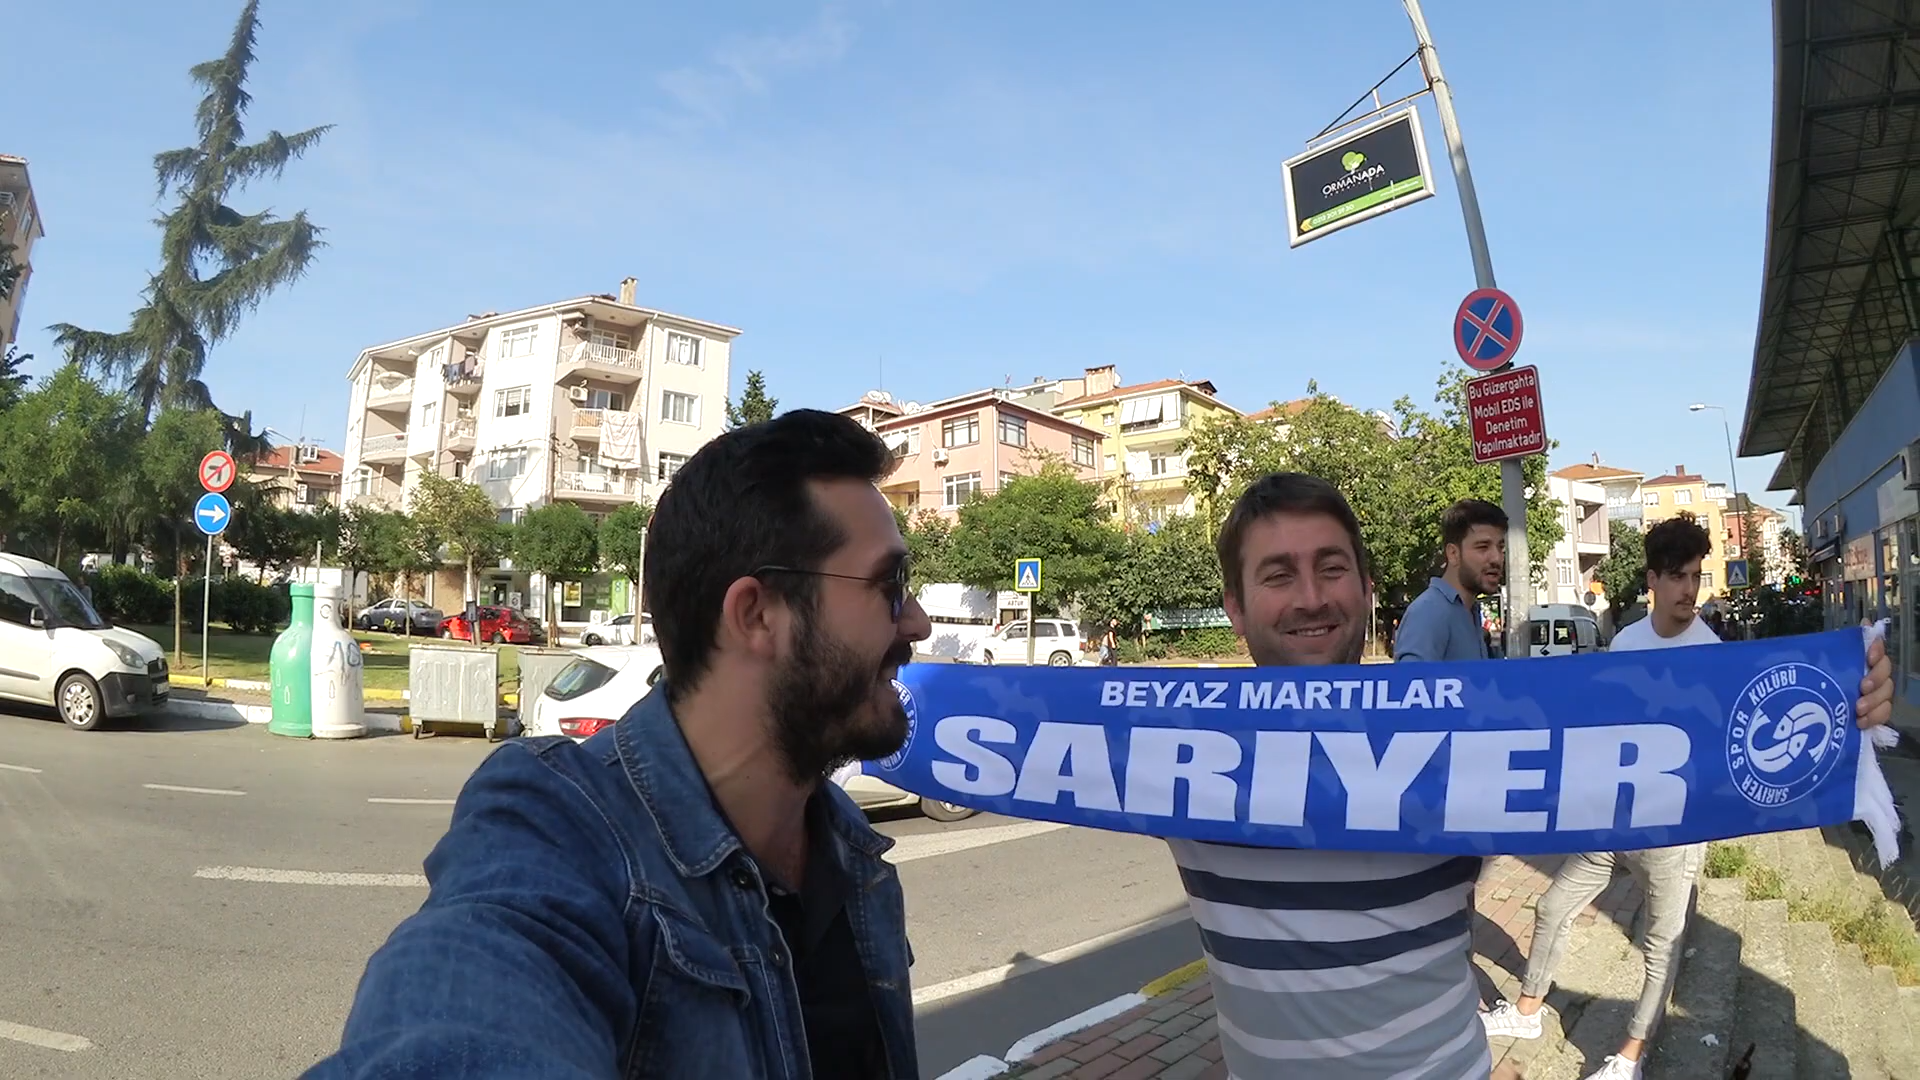 ORMANADA
Bu Güzergahta
Mobil EDS ile
Denetim
Yapılmaktadır
BEYAZ MARTILAR
SARIYER
SARIYER SPOR KULÜBÜ
1940